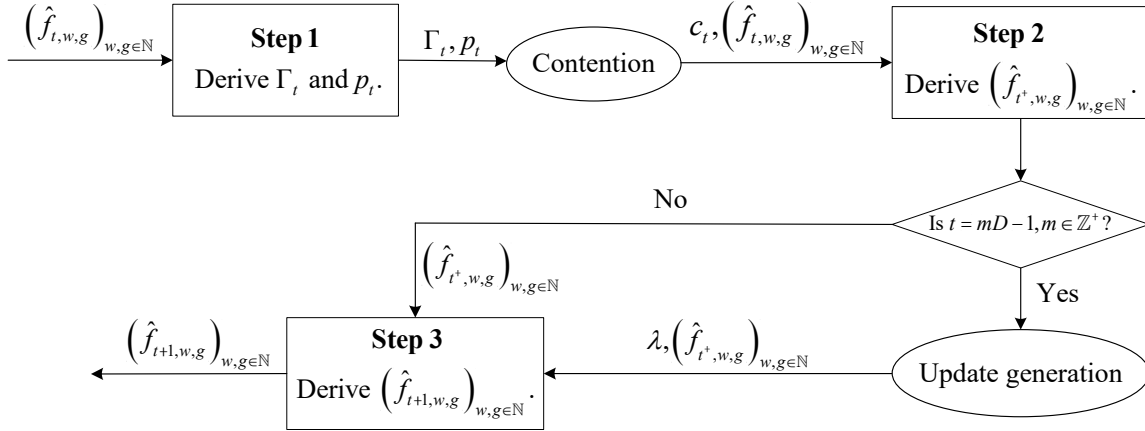 (f̂_{t,w,g})_{w,g∈ℕ}
Step 1
Derive Γ_t and p_t.
Γ_t, p_t
Contention
c_t, (f̂_{t,w,g})_{w,g∈ℕ}
Step 2
Derive (f̂_{t⁺,w,g})_{w,g∈ℕ}.
Is t = mD − 1, m ∈ ℤ⁺ ?
No
Yes
(f̂_{t⁺,w,g})_{w,g∈ℕ}
Update generation
λ, (f̂_{t⁺,w,g})_{w,g∈ℕ}
Step 3
Derive (f̂_{t+1,w,g})_{w,g∈ℕ}.
(f̂_{t+1,w,g})_{w,g∈ℕ}